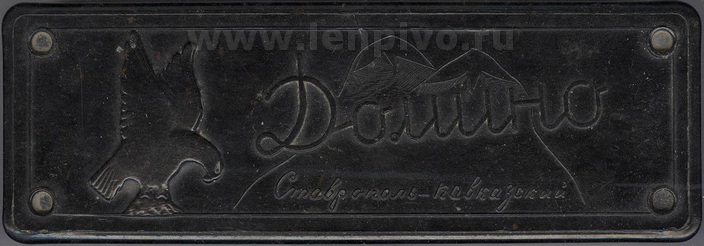 www.lenpivo.ru
Домино
Ставрополь-кавказский